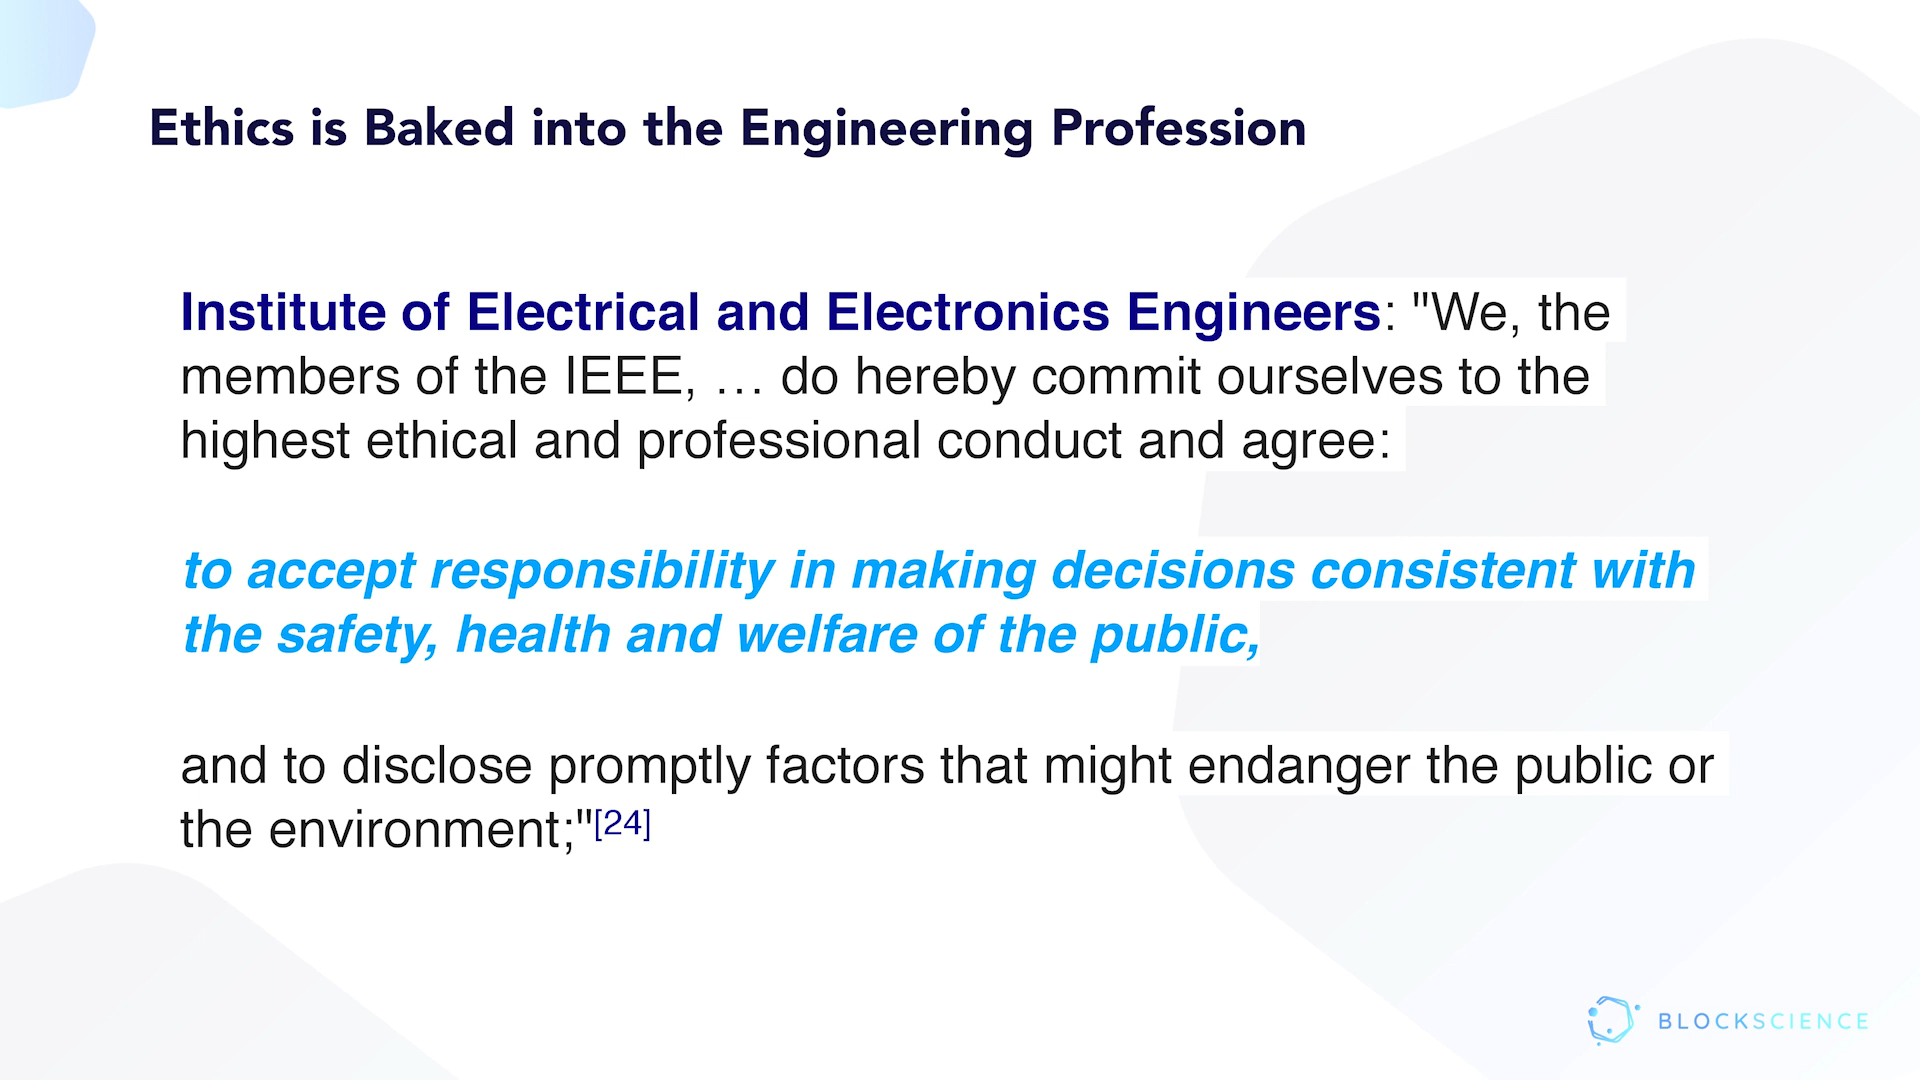 Ethics is Baked into the Engineering Profession
Institute of Electrical and Electronics Engineers: "We, the
members of the IEEE, … do hereby commit ourselves to the
highest ethical and professional conduct and agree:
to accept responsibility in making decisions consistent with
the safety, health and welfare of the public,
and to disclose promptly factors that might endanger the public or
the environment;"[24]
BLOCKSCIENCE